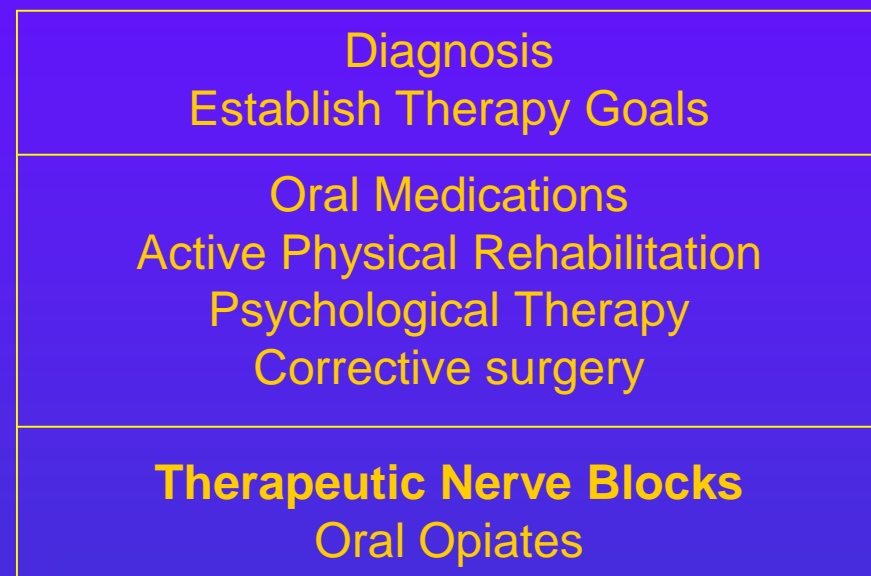 Diagnosis
Establish Therapy Goals
Oral Medications
Active Physical Rehabilitation
Psychological Therapy
Corrective surgery
Therapeutic Nerve Blocks
Oral Opiates